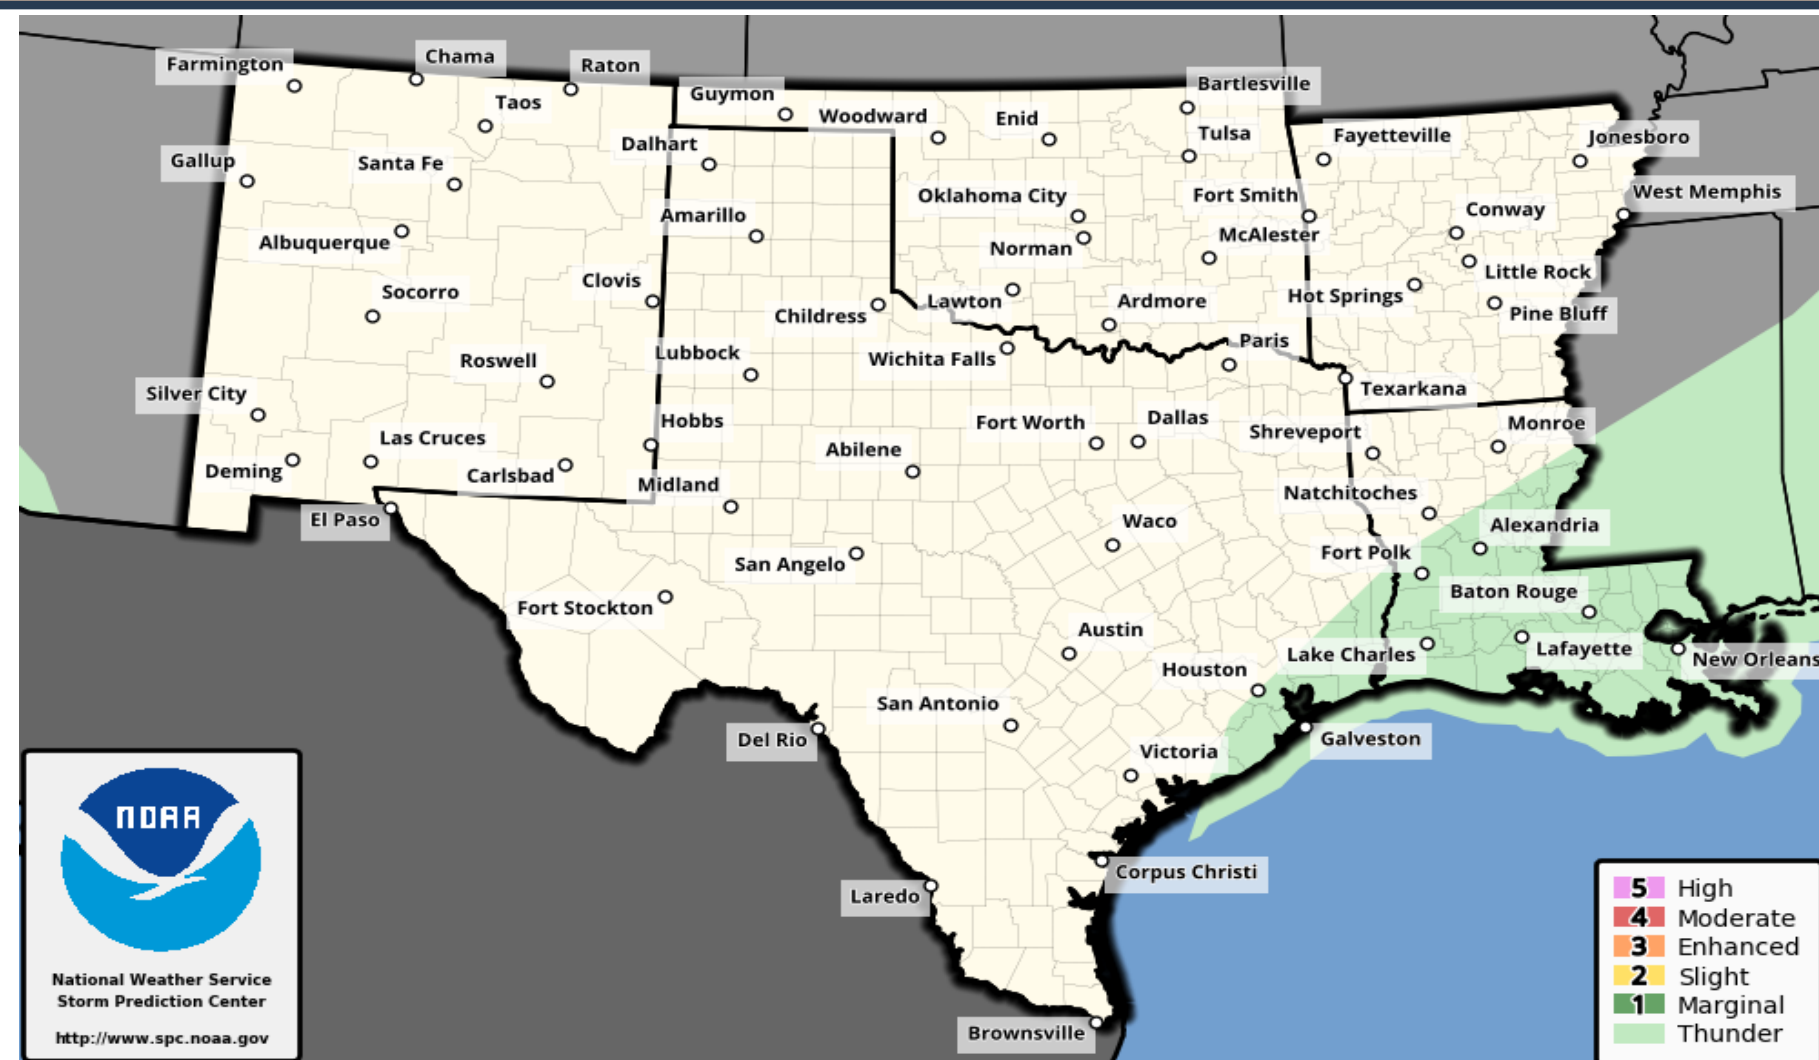 Farmington
Chama
Raton
Taos
Guymon
Woodward
Enid
Bartlesville
Tulsa
Fayetteville
Jonesboro
Gallup
Santa Fe
Dalhart
Oklahoma City
Fort Smith
Conway
West Memphis
Albuquerque
Amarillo
Norman
McAlester
Little Rock
Socorro
Clovis
Childress
Lawton
Ardmore
Hot Springs
Pine Bluff
Roswell
Lubbock
Wichita Falls
Paris
Texarkana
Silver City
Las Cruces
Hobbs
Abilene
Fort Worth
Dallas
Shreveport
Monroe
Deming
Carlsbad
Midland
Natchitoches
El Paso
San Angelo
Waco
Fort Polk
Alexandria
Fort Stockton
Austin
Baton Rouge
Houston
Lake Charles
Lafayette
New Orleans
San Antonio
Del Rio
Victoria
Galveston
Laredo
Corpus Christi
Brownsville
NOAA
National Weather Service
Storm Prediction Center
http://www.spc.noaa.gov
5 High
4 Moderate
3 Enhanced
2 Slight
1 Marginal
Thunder